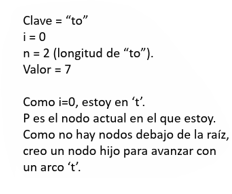 Clave = “to”
i = 0
n = 2 (longitud de “to”).
Valor = 7
Como i=0, estoy en ‘t’.
P es el nodo actual en el que estoy.
Como no hay nodos debajo de la raíz,
creo un nodo hijo para avanzar con
un arco ‘t’.